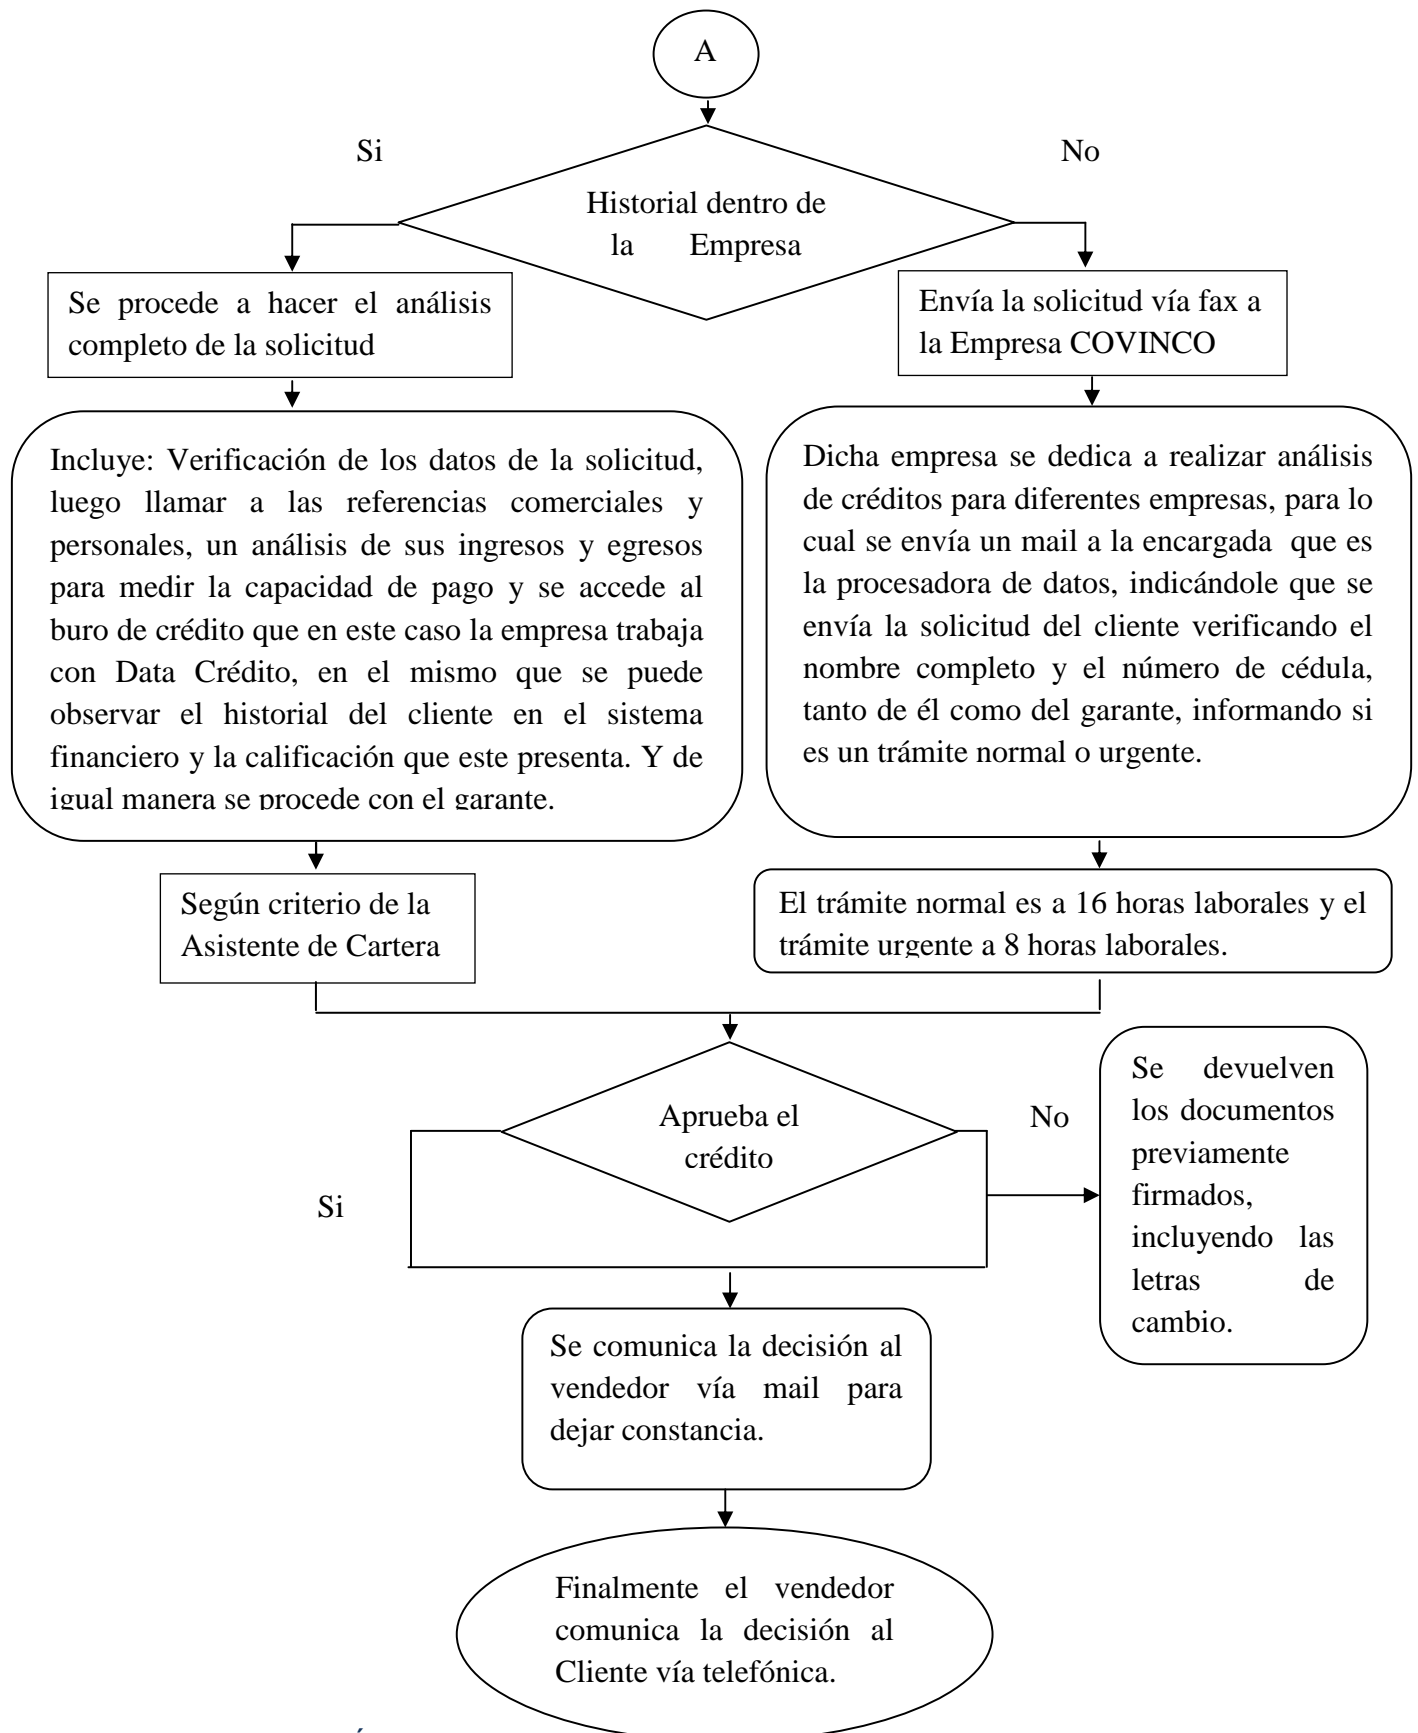 A
Si
No
Historial dentro de
la Empresa
Se procede a hacer el análisis
completo de la solicitud
Envía la solicitud vía fax a
la Empresa COVINCO
Incluye: Verificación de los datos de la solicitud,
luego llamar a las referencias comerciales y
personales, un análisis de sus ingresos y egresos
para medir la capacidad de pago y se accede al
buro de crédito que en este caso la empresa trabaja
con Data Crédito, en el mismo que se puede
observar el historial del cliente en el sistema
financiero y la calificación que este presenta. Y de
igual manera se procede con el garante.
Dicha empresa se dedica a realizar análisis
de créditos para diferentes empresas, para lo
cual se envía un mail a la encargada que es
la procesadora de datos, indicándole que se
envía la solicitud del cliente verificando el
nombre completo y el número de cédula,
tanto de él como del garante, informando si
es un trámite normal o urgente.
Según criterio de la
Asistente de Cartera
El trámite normal es a 16 horas laborales y el
trámite urgente a 8 horas laborales.
Aprueba el
crédito
No
Si
Se devuelven
los documentos
previamente
firmados,
incluyendo las
letras de
cambio.
Se comunica la decisión al
vendedor vía mail para
dejar constancia.
Finalmente el vendedor
comunica la decisión al
Cliente vía telefónica.